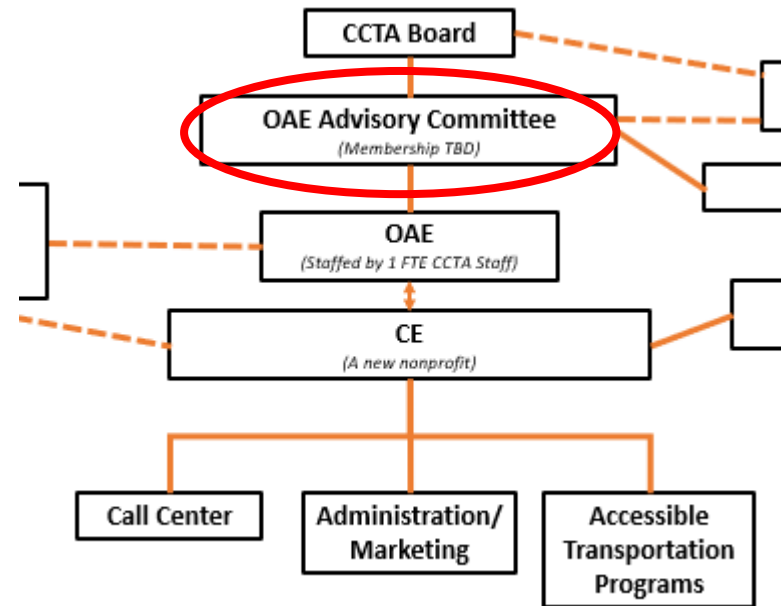 CCTA Board
OAE Advisory Committee
(Membership TBD)
OAE
(Staffed by 1 FTE CCTA Staff)
CE
(A new nonprofit)
Call Center
Administration/
Marketing
Accessible
Transportation
Programs